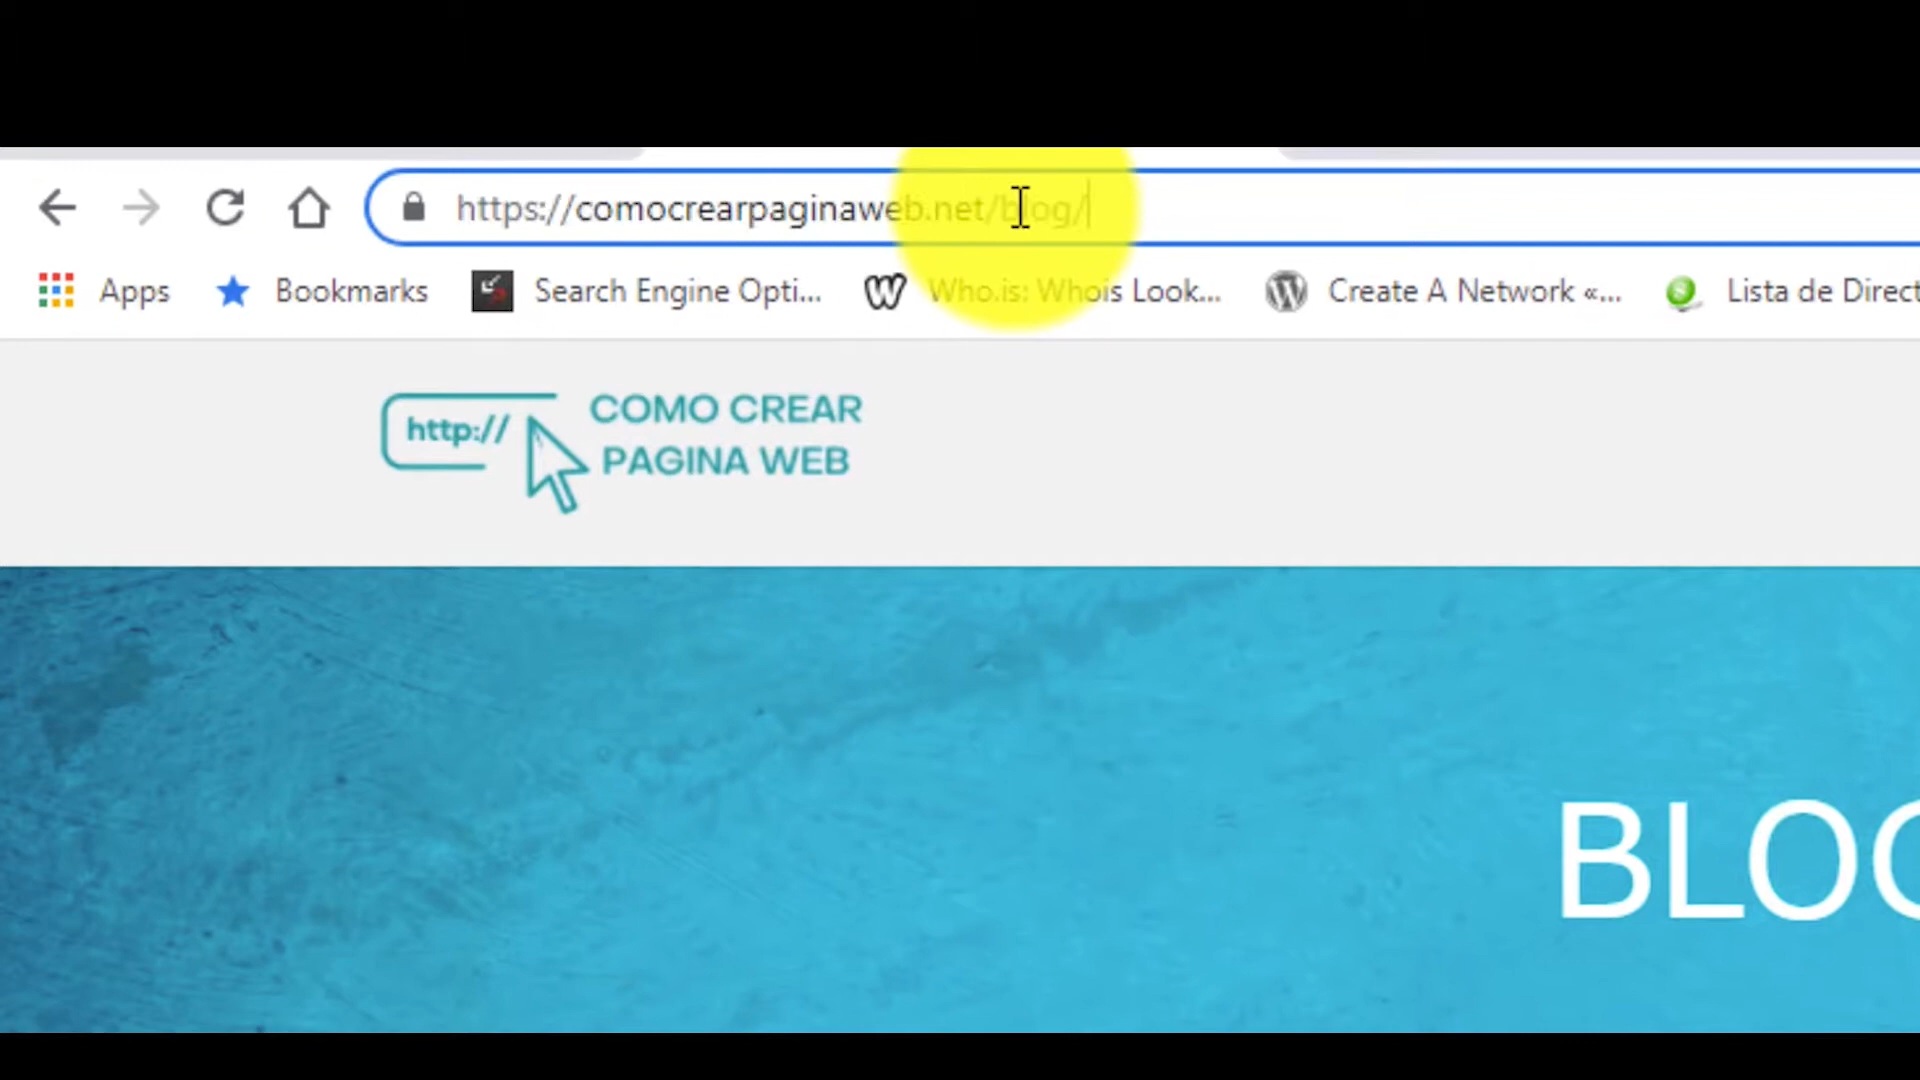 https://comocrearpaginaweb.net/blog/
Apps Bookmarks Search Engine Opti... Who.is: Whois Look... Create A Network «... Lista de Direct
http:// COMO CREAR
PAGINA WEB
BLOG